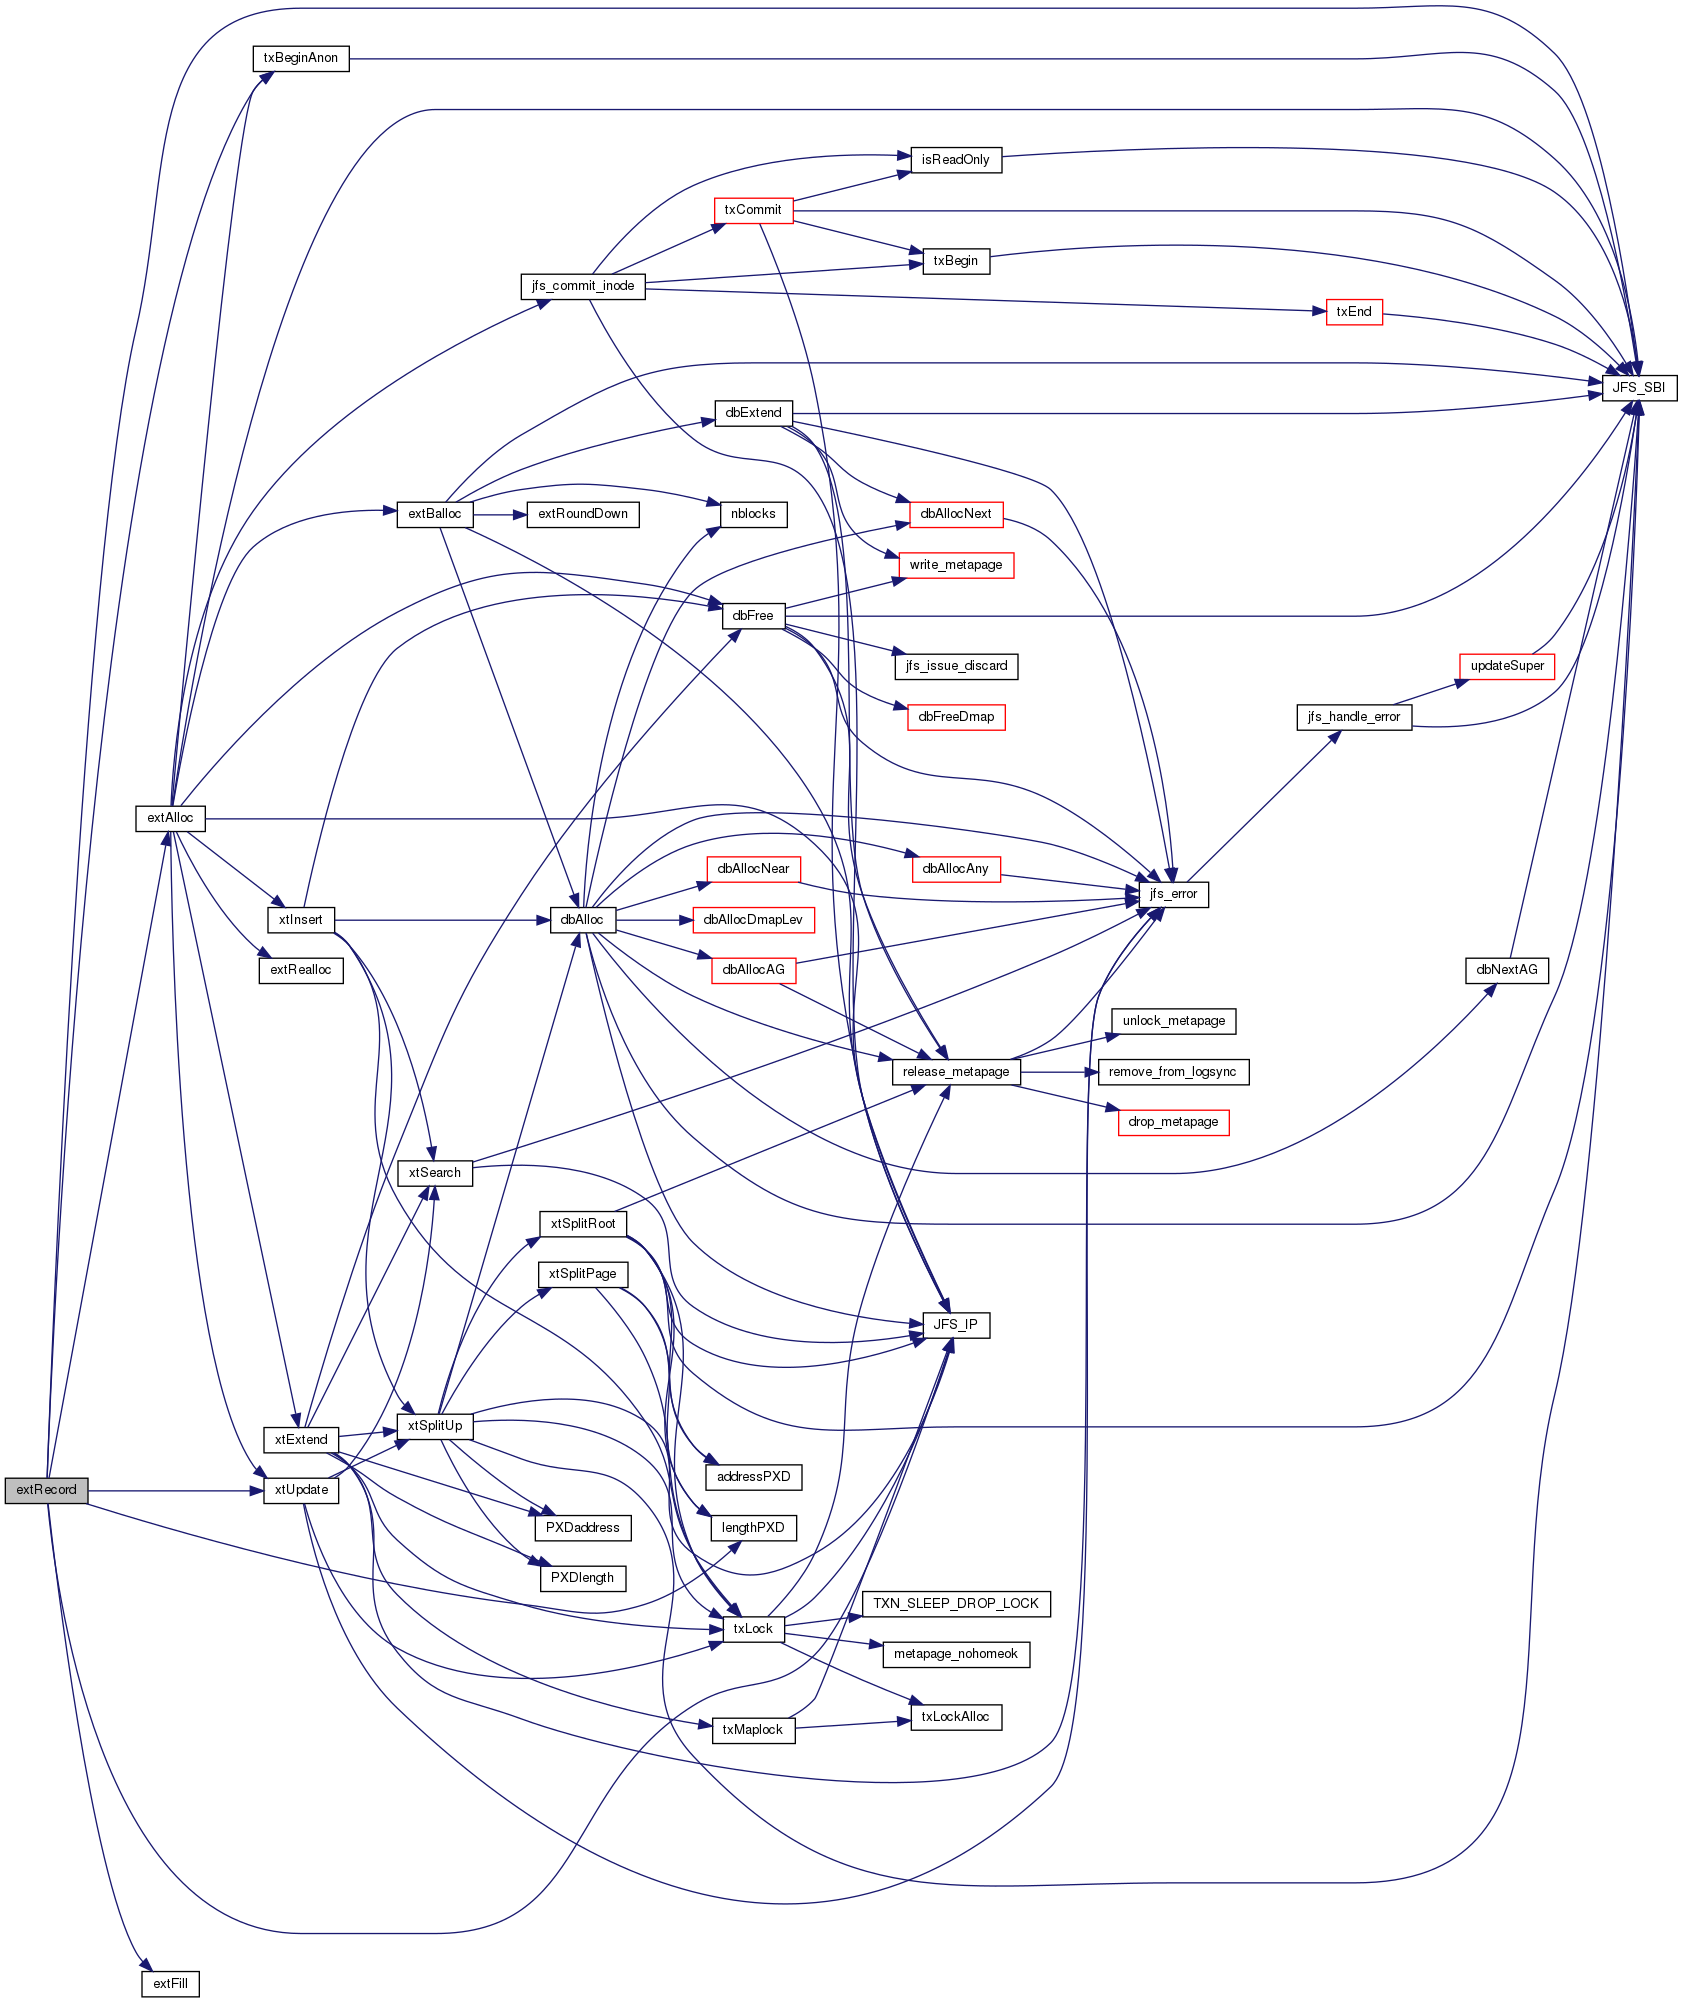 txBeginAnon
isReadOnly
txCommit
txBegin
jfs_commit_inode
txEnd
JFS_SBI
dbExtend
extBalloc
extRoundDown
nblocks
dbAllocNext
write_metapage
dbFree
jfs_issue_discard
updateSuper
dbFreeDmap
jfs_handle_error
extAlloc
dbAllocNear
dbAllocAny
jfs_error
xtInsert
dbAlloc
dbAllocDmapLev
extRealloc
dbAllocAG
dbNextAG
unlock_metapage
release_metapage
remove_from_logsync
drop_metapage
xtSearch
xtSplitRoot
xtSplitPage
JFS_IP
xtSplitUp
xtExtend
addressPXD
extRecord
xtUpdate
PXDaddress
lengthPXD
PXDlength
TXN_SLEEP_DROP_LOCK
txLock
metapage_nohomeok
txLockAlloc
txMaplock
extFill